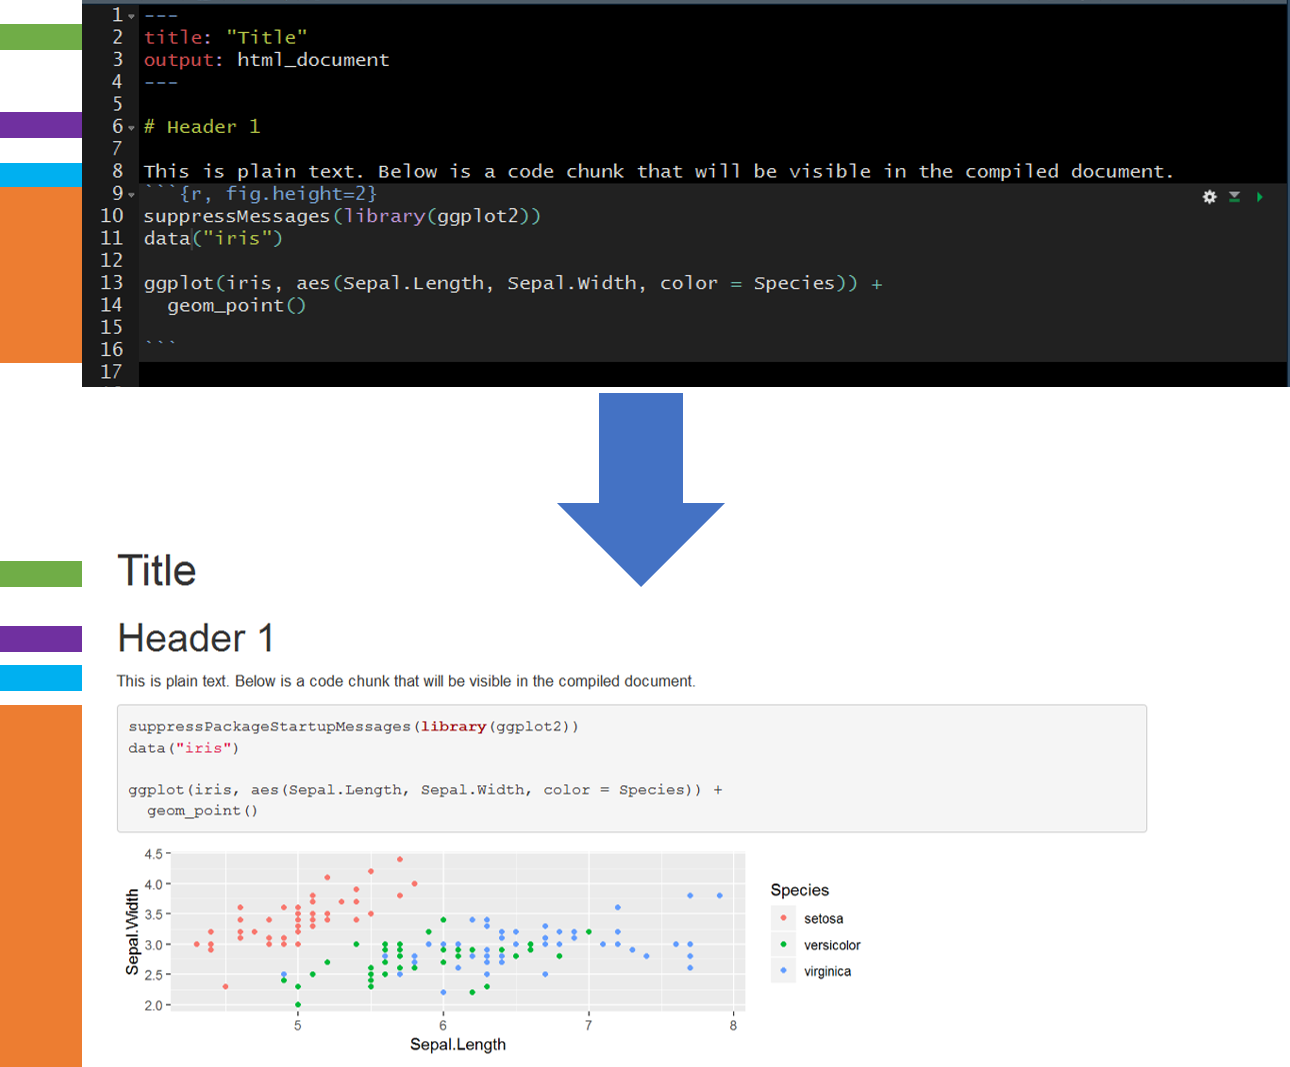 1 ---
2 title: "Title"
3 output: html_document
4 ---
5
6 # Header 1
7
8 This is plain text. Below is a code chunk that will be visible in the compiled document.
9 ```{r, fig.height=2}
10 suppressMessages(library(ggplot2))
11 data("iris")
12
13 ggplot(iris, aes(Sepal.Length, Sepal.Width, color = Species)) +
14   geom_point()
15
16 ```
17
Title
Header 1
This is plain text. Below is a code chunk that will be visible in the compiled document.
suppressPackageStartupMessages(library(ggplot2))
data("iris")
ggplot(iris, aes(Sepal.Length, Sepal.Width, color = Species)) +
  geom_point()
4.5
4.0
3.5
3.0
2.5
2.0
Sepal.Width
5 6 7 8
Sepal.Length
Species
setosa
versicolor
virginica